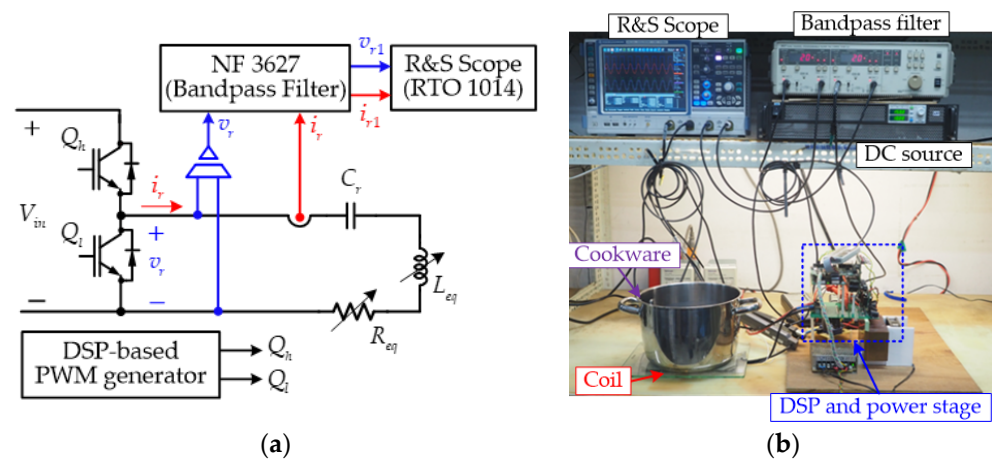 NF 3627
(Bandpass Filter)
v_r1
i_r1
R&S Scope
(RTO 1014)
v_r
i_r
+
Q_h
V_in
i_r
C_r
Q_l
+
v_r
−
−
L_eq
R_eq
DSP-based
PWM generator
Q_h
Q_l
(a)
R&S Scope
Bandpass filter
DC source
Cookware
Coil
DSP and power stage
(b)